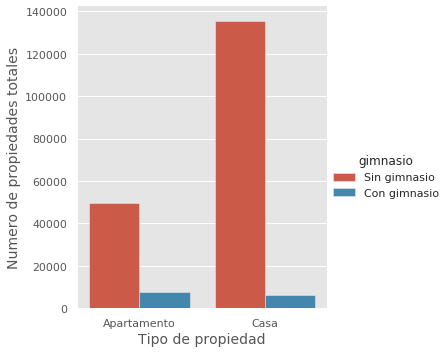 140000
120000
100000
80000
60000
40000
20000
0
Numero de propiedades totales
Apartamento
Casa
Tipo de propiedad
gimnasio
Sin gimnasio
Con gimnasio